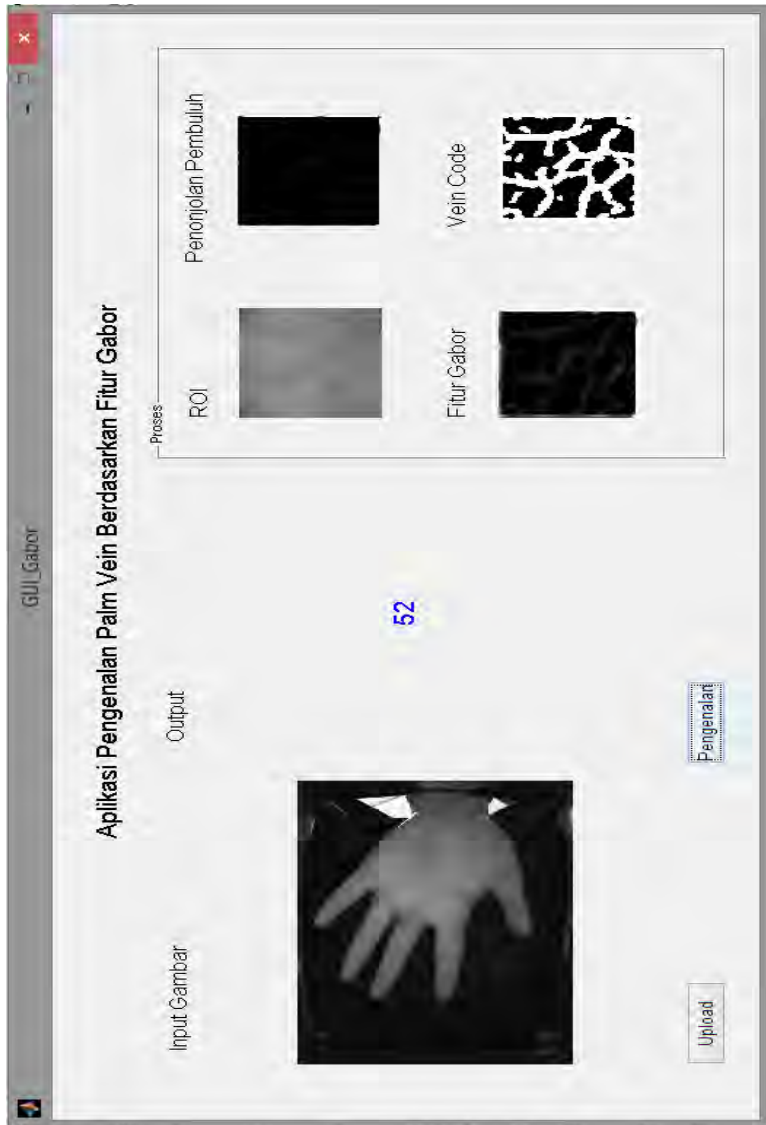 GUI_Gabor
Aplikasi Pengenalan Palm Vein Berdasarkan Fitur Gabor
Input Gambar
Output
52
Upload
Pengenalan
Proses
ROI
Penonjolan Pembuluh
Fitur Gabor
Vein Code